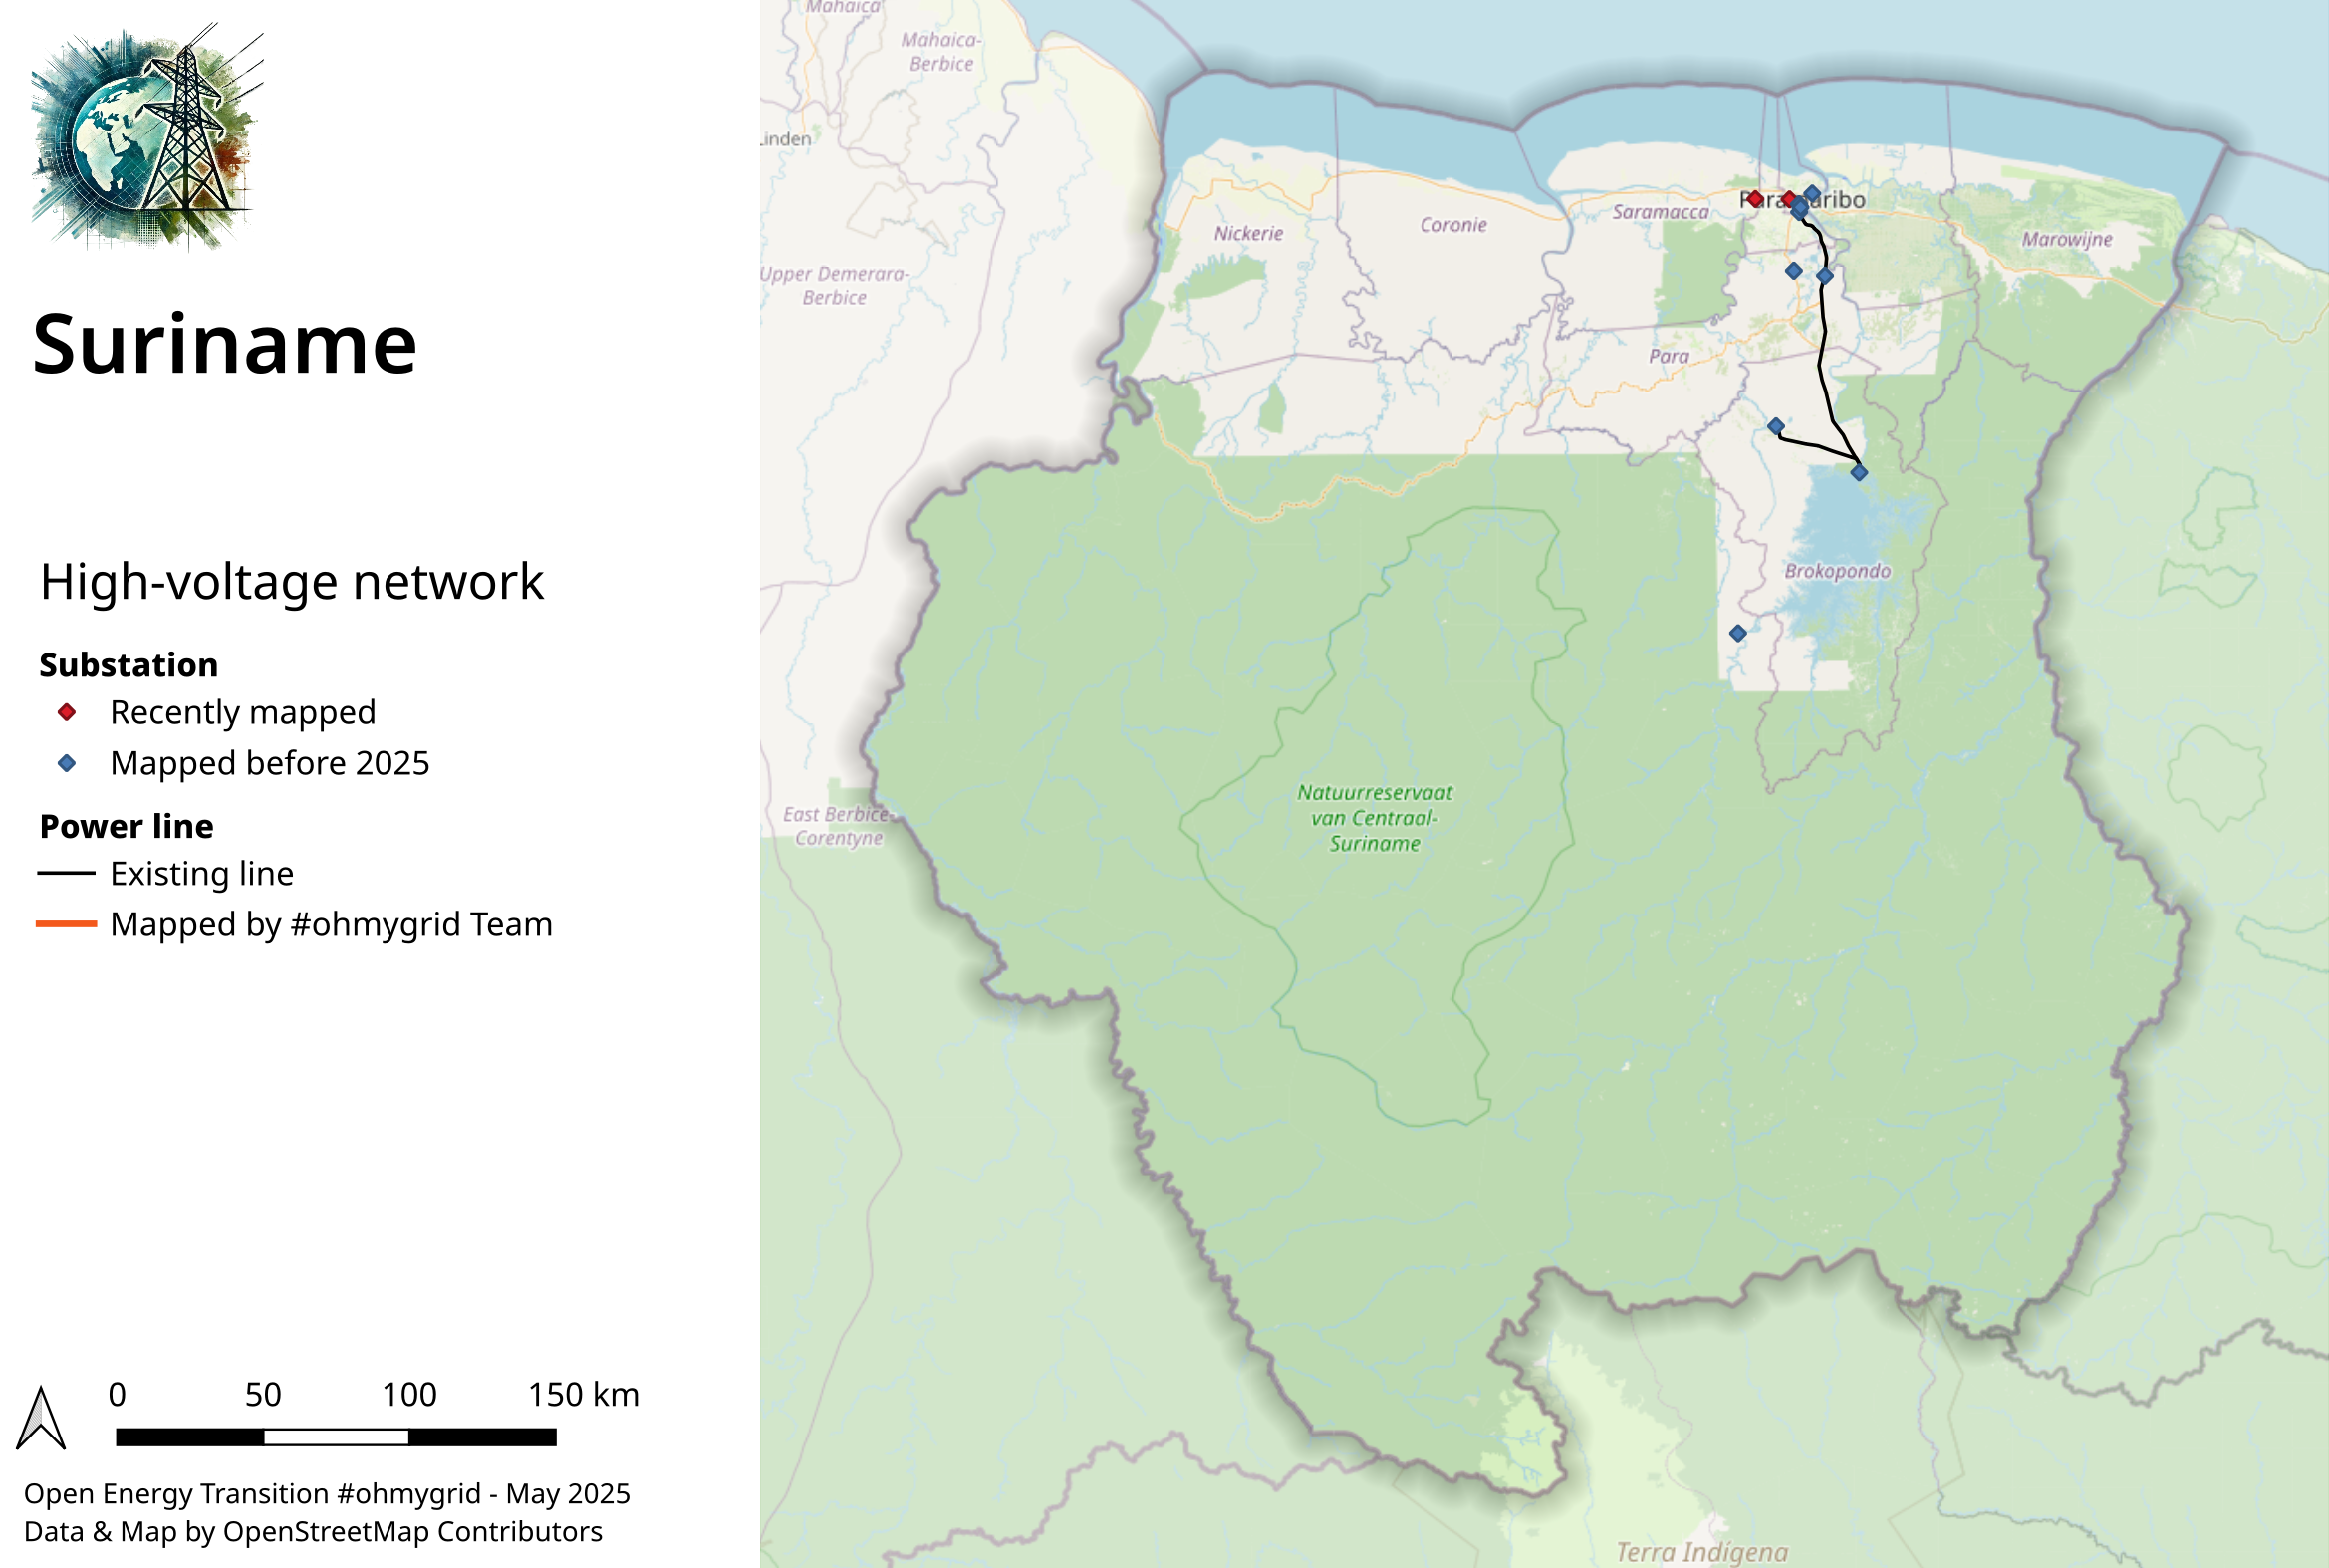 Suriname
High-voltage network
Substation
Recently mapped
Mapped before 2025
Power line
Existing line
Mapped by #ohmygrid Team
0 50 100 150 km
Open Energy Transition #ohmygrid - May 2025
Data & Map by OpenStreetMap Contributors
Mahaica
Mahaica-
Berbice
Linden
Upper Demerara-
Berbice
East Berbice-
Corentyne
Nickerie
Coronie
Saramacca
Paramaribo
Marowijne
Para
Brokopondo
Natuurreservaat
van Centraal-
Suriname
Terra Indígena